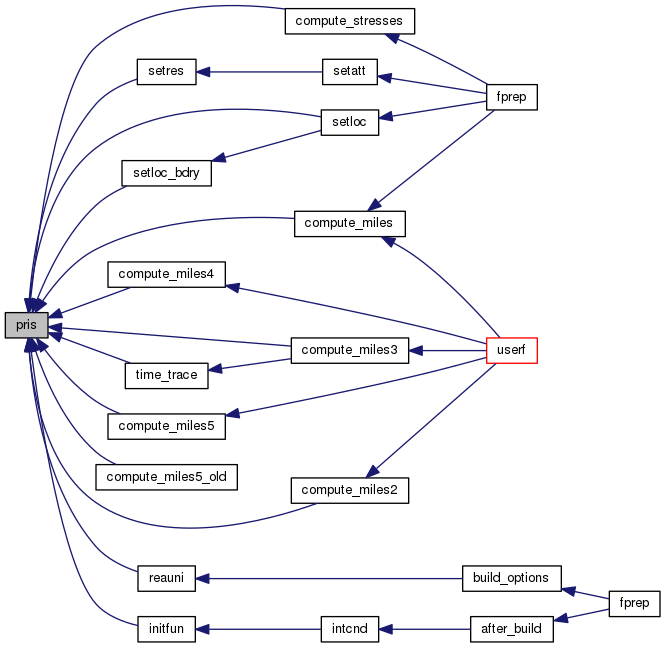 compute_stresses
setres
setatt
fprep
setloc
setloc_bdry
compute_miles
compute_miles4
pris
compute_miles3
userf
time_trace
compute_miles5
compute_miles5_old
compute_miles2
reauni
build_options
fprep
initfun
intcnd
after_build